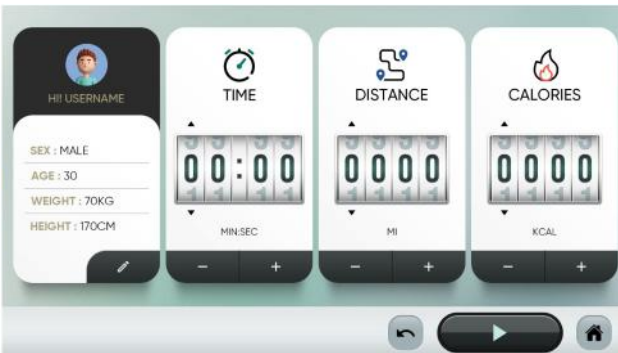 HI! USERNAME
SEX : MALE
AGE : 30
WEIGHT : 70KG
HEIGHT : 170CM
TIME
00:00
MIN:SEC
−
+
DISTANCE
0000
MI
−
+
CALORIES
0000
KCAL
−
+